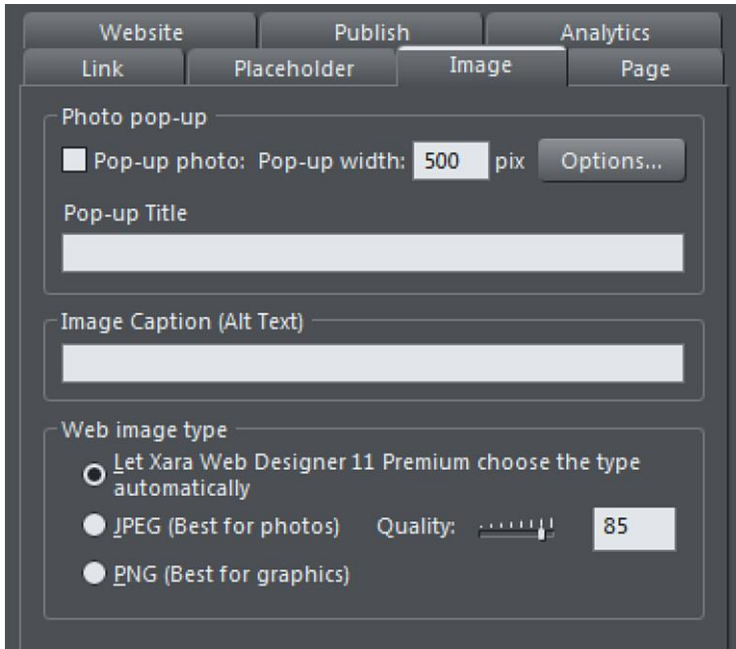 Website Publish Analytics
Link Placeholder Image Page
Photo pop-up
Pop-up photo: Pop-up width: 500 pix Options...
Pop-up Title
Image Caption (Alt Text)
Web image type
Let Xara Web Designer 11 Premium choose the type
automatically
JPEG (Best for photos) Quality: 85
PNG (Best for graphics)